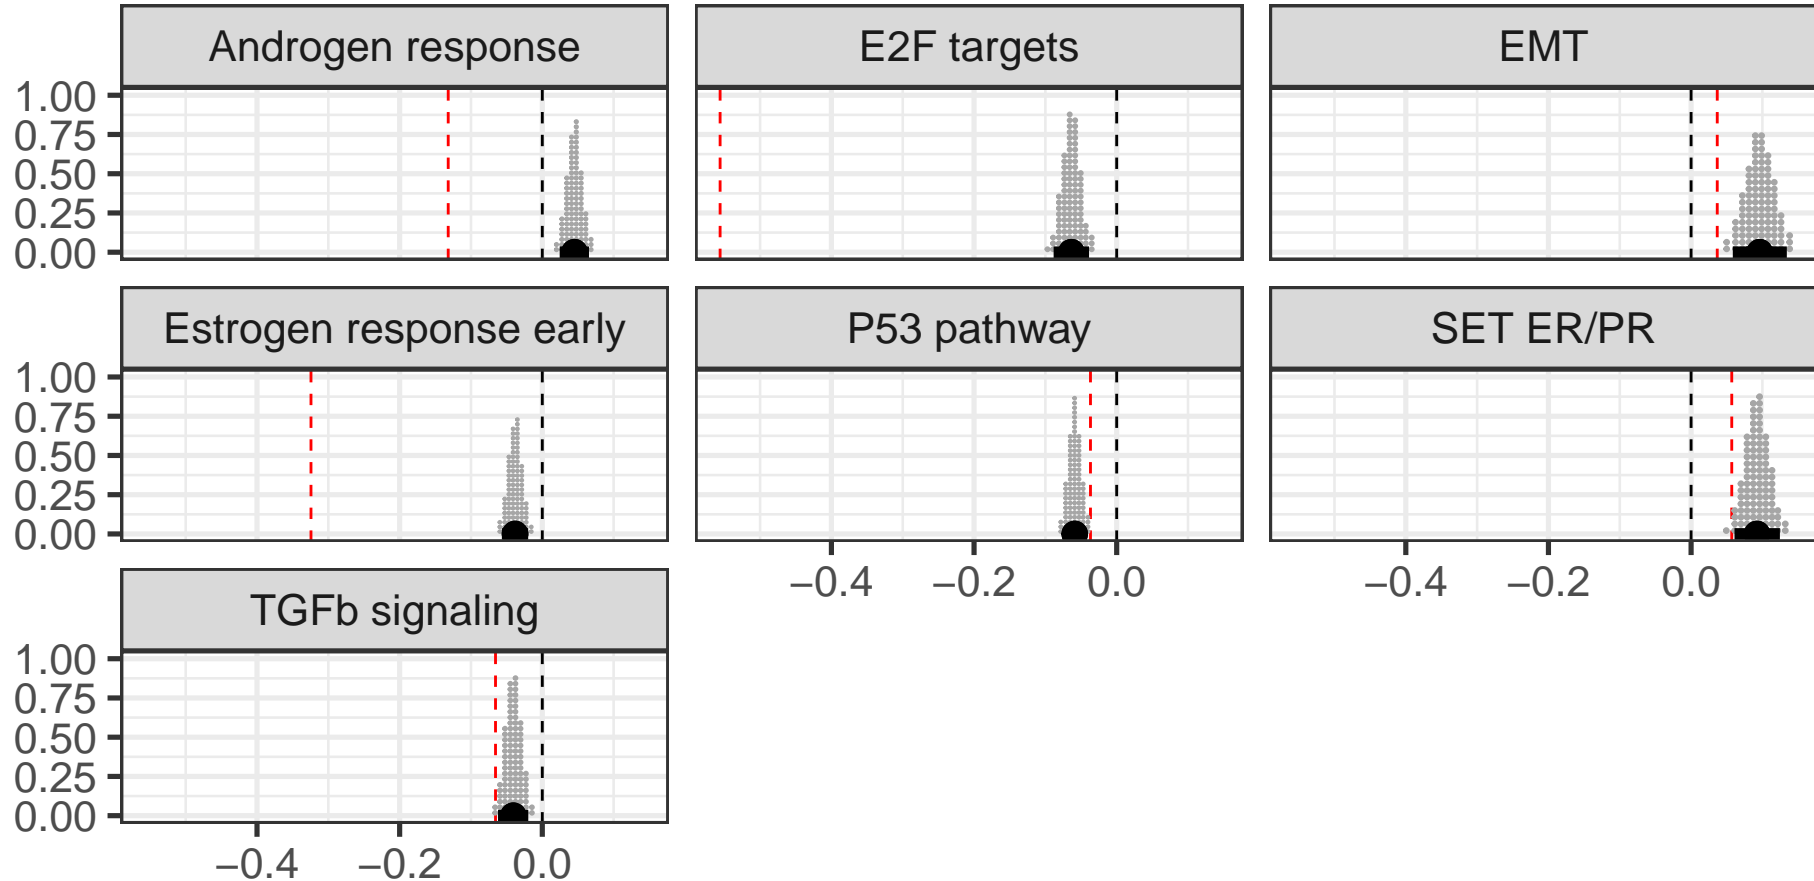 Androgen response
E2F targets
EMT
1.00
0.75
0.50
0.25
0.00
Estrogen response early
P53 pathway
SET ER/PR
1.00
0.75
0.50
0.25
0.00
−0.4 −0.2 0.0
−0.4 −0.2 0.0
TGFb signaling
1.00
0.75
0.50
0.25
0.00
−0.4 −0.2 0.0